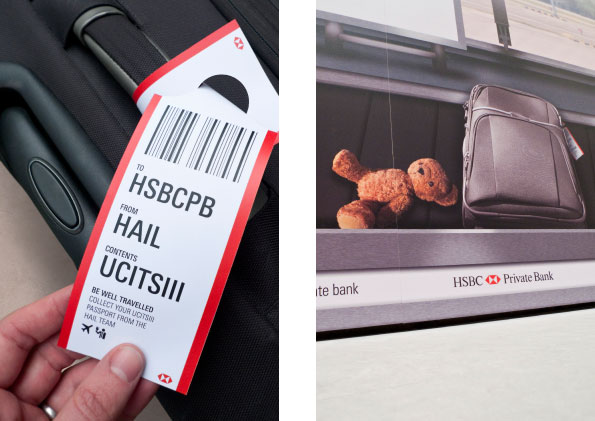 TO
HSBCPB
FROM
HAIL
CONTENTS
UCITSIII
BE WELL TRAVELLED
COLLECT YOUR UCITSIII
PASSPORT FROM THE
HAIL TEAM
bank
HSBC Private Bank